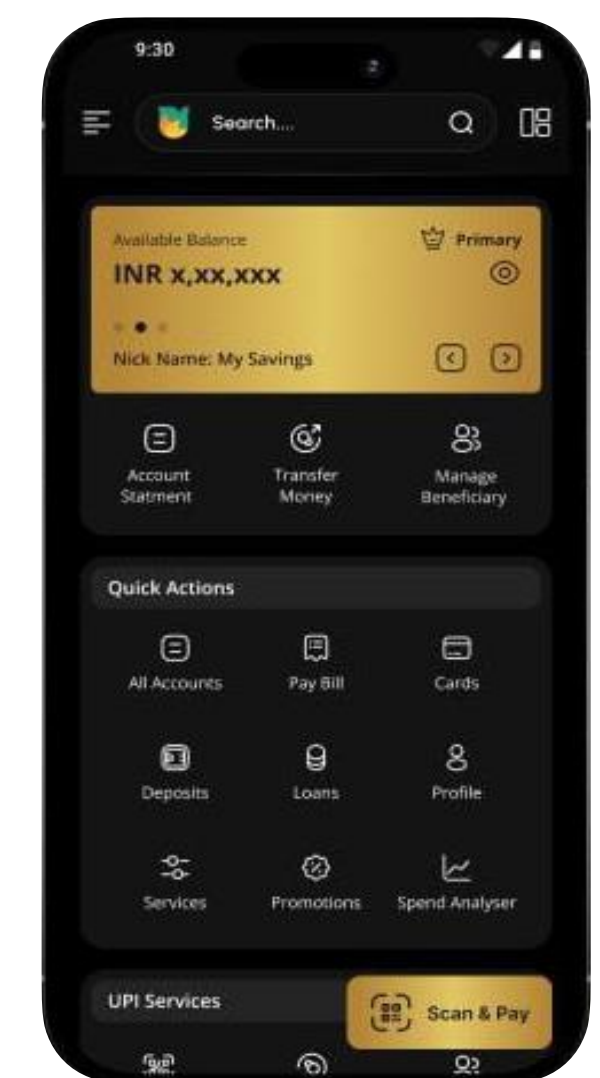 9:30
Search....
Available Balance
Primary
INR x,xx,xxx
Nick Name: My Savings
Account
Statment
Transfer
Money
Manage
Beneficiary
Quick Actions
All Accounts
Pay Bill
Cards
Deposits
Loans
Profile
Services
Promotions
Spend Analyser
UPI Services
Scan & Pay